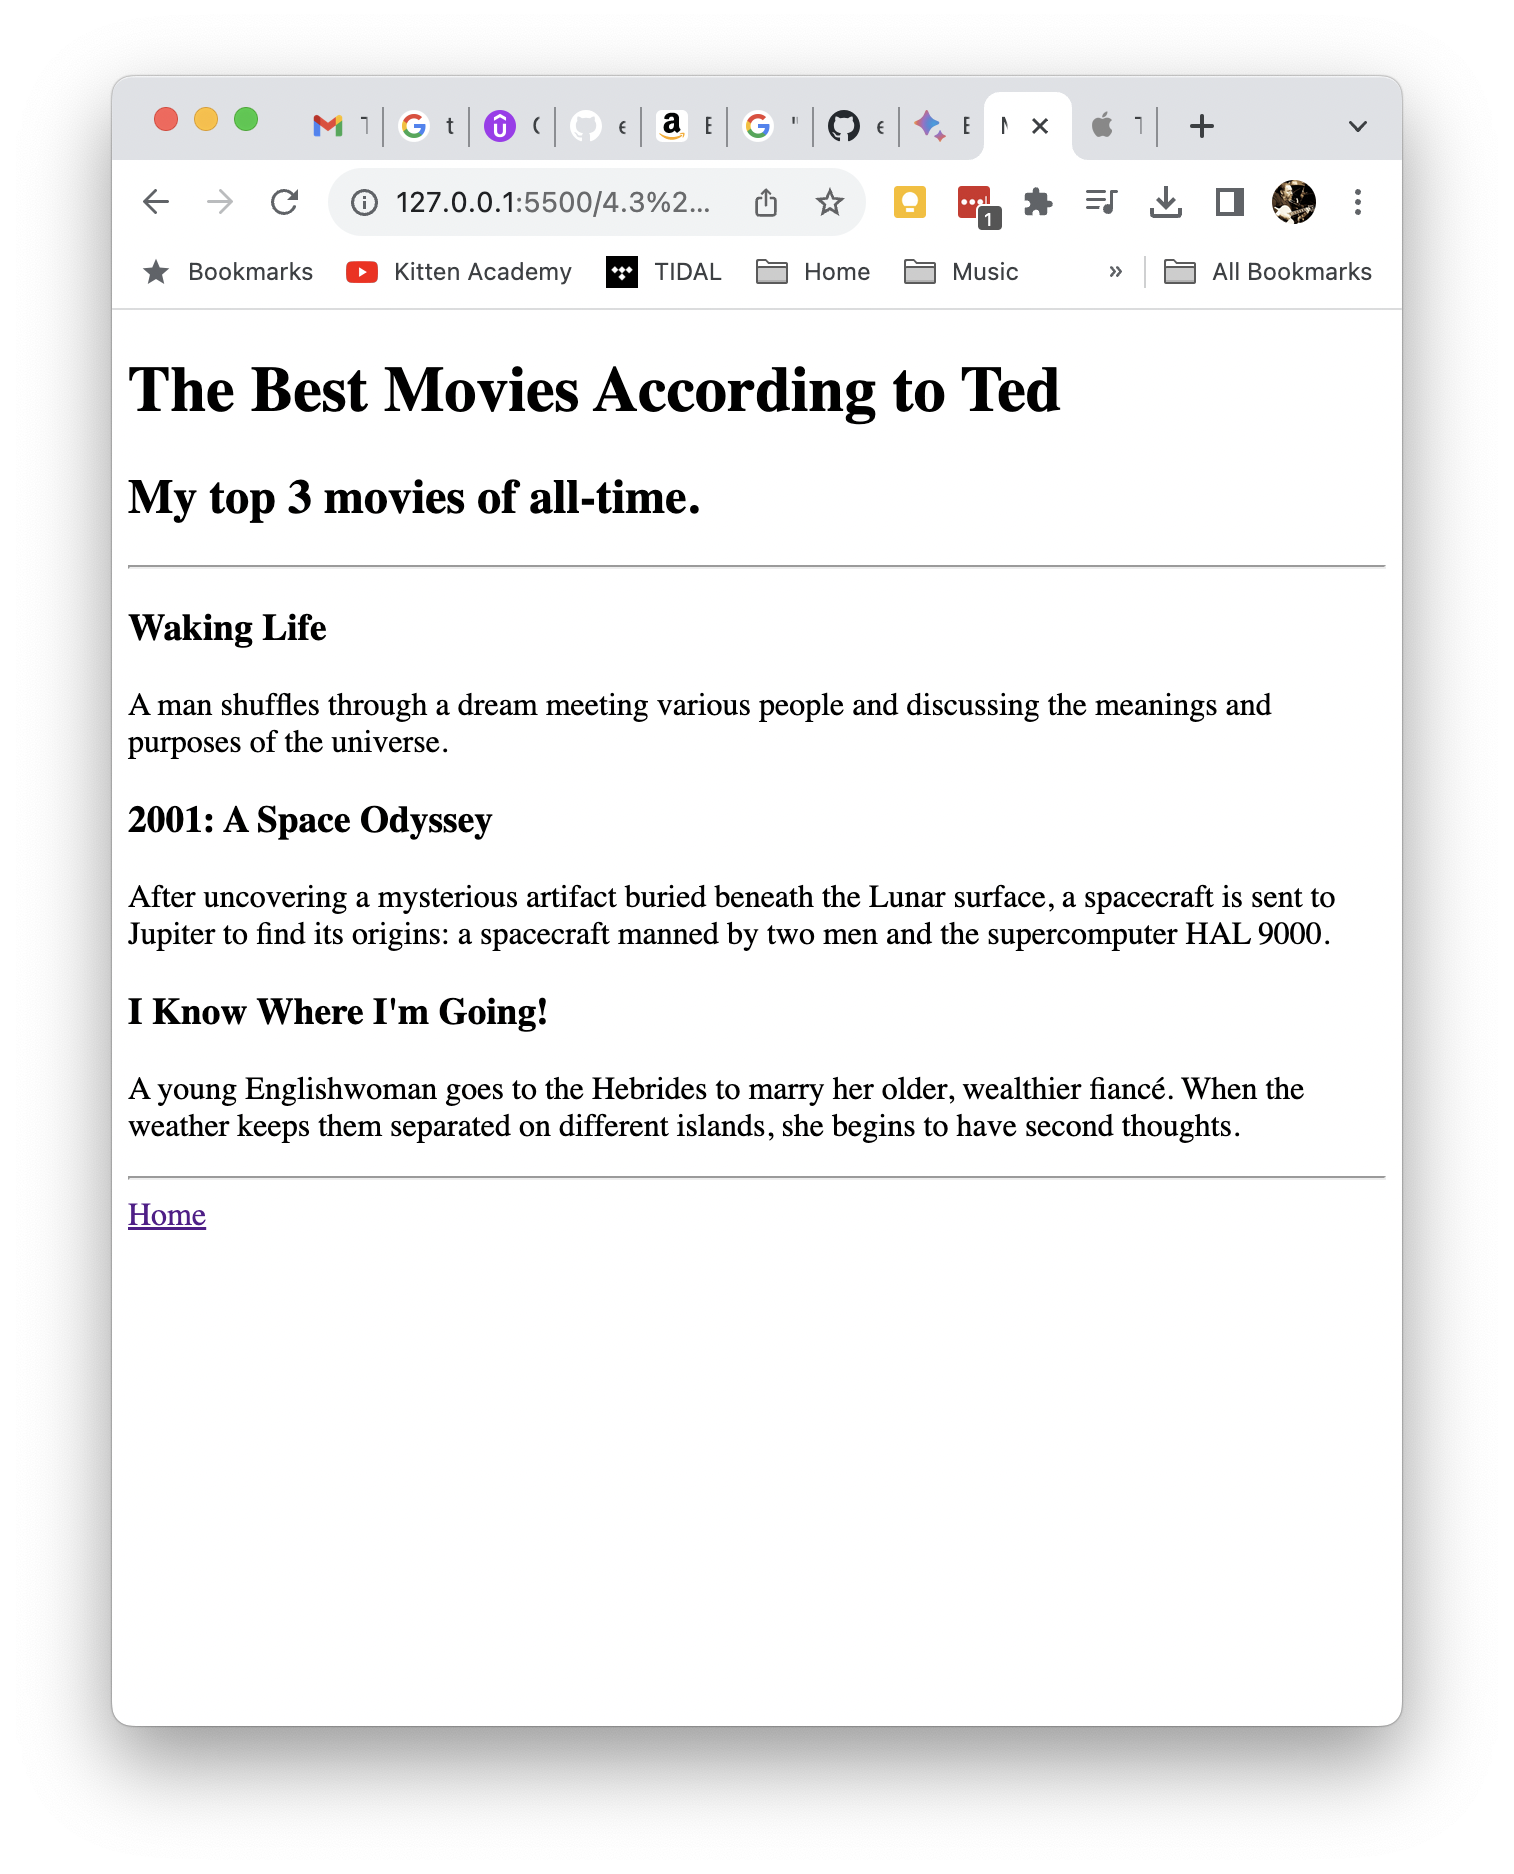 127.0.0.1:5500/4.3%2...
1
Bookmarks Kitten Academy TIDAL Home Music » All Bookmarks
The Best Movies According to Ted
My top 3 movies of all-time.
Waking Life
A man shuffles through a dream meeting various people and discussing the meanings and
purposes of the universe.
2001: A Space Odyssey
After uncovering a mysterious artifact buried beneath the Lunar surface, a spacecraft is sent to
Jupiter to find its origins: a spacecraft manned by two men and the supercomputer HAL 9000.
I Know Where I'm Going!
A young Englishwoman goes to the Hebrides to marry her older, wealthier fiancé. When the
weather keeps them separated on different islands, she begins to have second thoughts.
Home